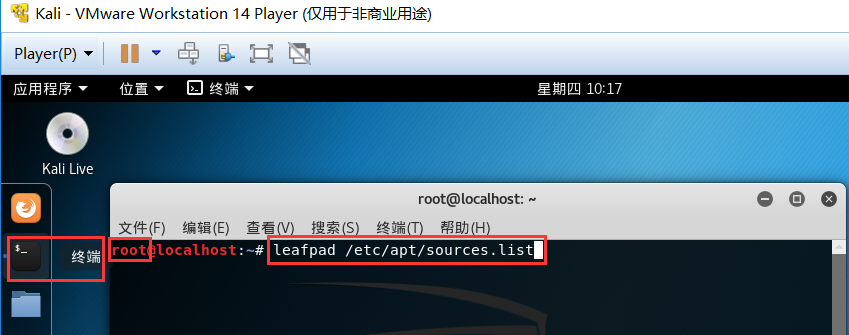 Kali - VMware Workstation 14 Player (仅用于非商业用途)
Player(P)
应用程序 位置 终端 星期四 10:17
Kali Live
root@localhost: ~
文件(F) 编辑(E) 查看(V) 搜索(S) 终端(T) 帮助(H)
root@localhost:~# leafpad /etc/apt/sources.list
$_ 终端